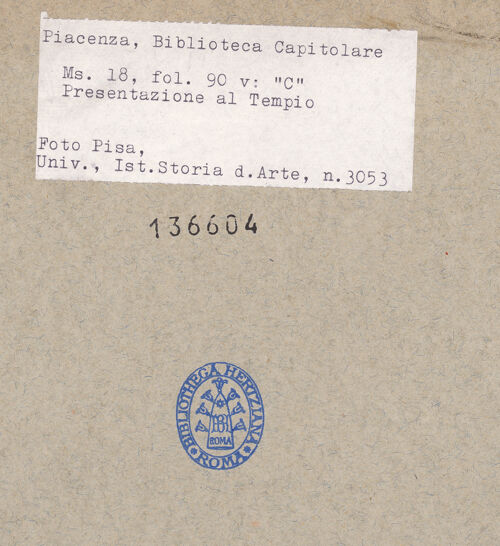 Piacenza, Biblioteca Capitolare
Ms. 18, fol. 90 v: "C"
Presentazione al Tempio
Foto Pisa,
Univ., Ist.Storia d.Arte, n.3053
136604
BIBLIOTHECA HERTZIANA
ROMA
BH
ROMA